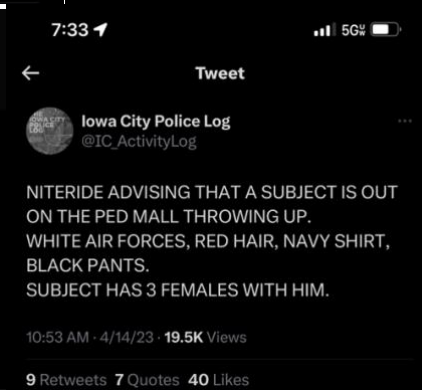 7:33
5G
Tweet
Iowa City Police Log
@IC_ActivityLog
NITERIDE ADVISING THAT A SUBJECT IS OUT
ON THE PED MALL THROWING UP.
WHITE AIR FORCES, RED HAIR, NAVY SHIRT,
BLACK PANTS.
SUBJECT HAS 3 FEMALES WITH HIM.
10:53 AM · 4/14/23 · 19.5K Views
9 Retweets 7 Quotes 40 Likes